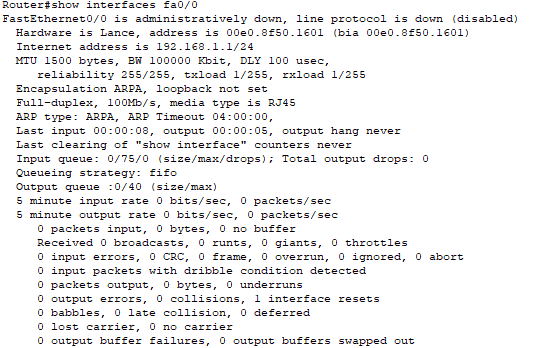 Router#show interfaces fa0/0
FastEthernet0/0 is administratively down, line protocol is down (disabled)
Hardware is Lance, address is 00e0.8f50.1601 (bia 00e0.8f50.1601)
Internet address is 192.168.1.1/24
MTU 1500 bytes, BW 100000 Kbit, DLY 100 usec,
reliability 255/255, txload 1/255, rxload 1/255
Encapsulation ARPA, loopback not set
Full-duplex, 100Mb/s, media type is RJ45
ARP type: ARPA, ARP Timeout 04:00:00,
Last input 00:00:08, output 00:00:05, output hang never
Last clearing of "show interface" counters never
Input queue: 0/75/0 (size/max/drops); Total output drops: 0
Queueing strategy: fifo
Output queue :0/40 (size/max)
5 minute input rate 0 bits/sec, 0 packets/sec
5 minute output rate 0 bits/sec, 0 packets/sec
0 packets input, 0 bytes, 0 no buffer
Received 0 broadcasts, 0 runts, 0 giants, 0 throttles
0 input errors, 0 CRC, 0 frame, 0 overrun, 0 ignored, 0 abort
0 input packets with dribble condition detected
0 packets output, 0 bytes, 0 underruns
0 output errors, 0 collisions, 1 interface resets
0 babbles, 0 late collision, 0 deferred
0 lost carrier, 0 no carrier
0 output buffer failures, 0 output buffers swapped out